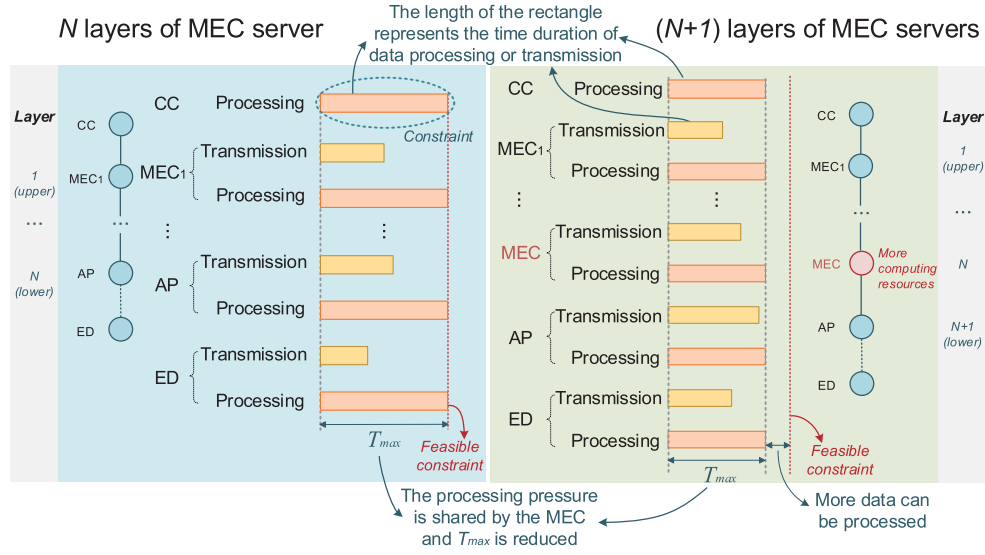 N layers of MEC server
The length of the rectangle
represents the time duration of
data processing or transmission
(N+1) layers of MEC servers
Layer
1
(upper)
...
N
(lower)
CC
MEC1
...
AP
ED
CC
Processing
Constraint
MEC1
Transmission
Processing
⋮
⋮
AP
Transmission
Processing
ED
Transmission
Processing
Tmax
Feasible
constraint
CC
Processing
MEC1
Transmission
Processing
⋮
⋮
MEC
Transmission
Processing
AP
Transmission
Processing
ED
Transmission
Processing
Tmax
Feasible
constraint
CC
MEC1
...
MEC
More
computing
resources
AP
ED
Layer
1
(upper)
...
N
N+1
(lower)
The processing pressure
is shared by the MEC
and Tmax is reduced
More data can
be processed